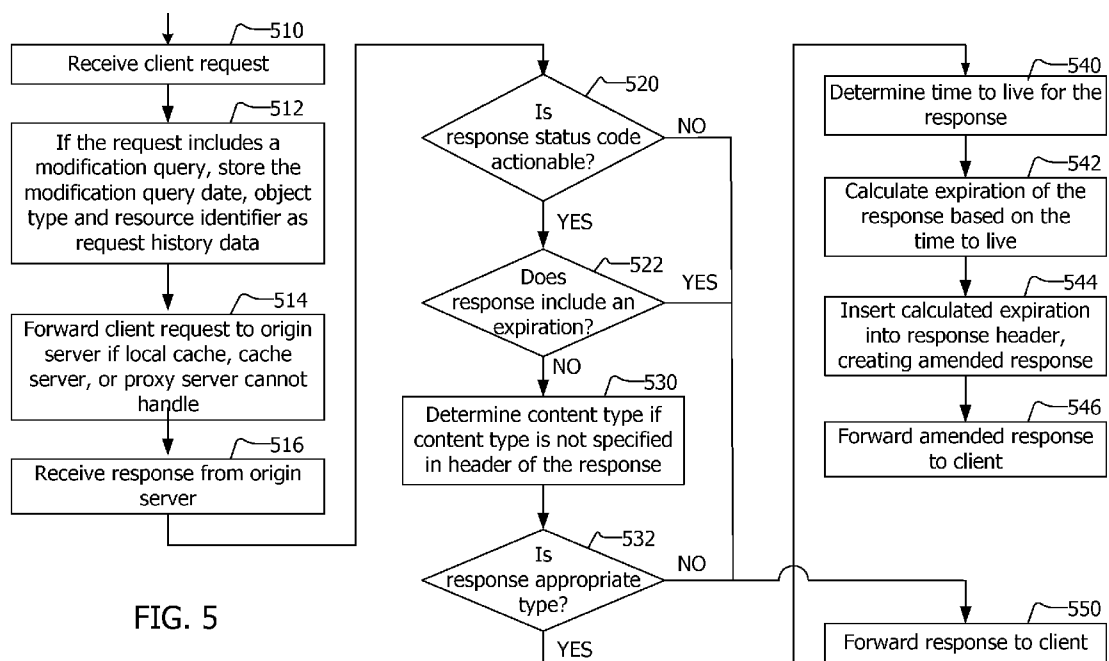 510
Receive client request
512
If the request includes a
modification query, store the
modification query date, object
type and resource identifier as
request history data
514
Forward client request to origin
server if local cache, cache
server, or proxy server cannot
handle
516
Receive response from origin
server
520
Is
response status code
actionable?
NO
YES
522
Does
response include an
expiration?
YES
NO
530
Determine content type if
content type is not specified
in header of the response
532
Is
response appropriate
type?
NO
YES
540
Determine time to live for the
response
542
Calculate expiration of the
response based on the
time to live
544
Insert calculated expiration
into response header,
creating amended response
546
Forward amended response
to client
550
Forward response to client
FIG. 5